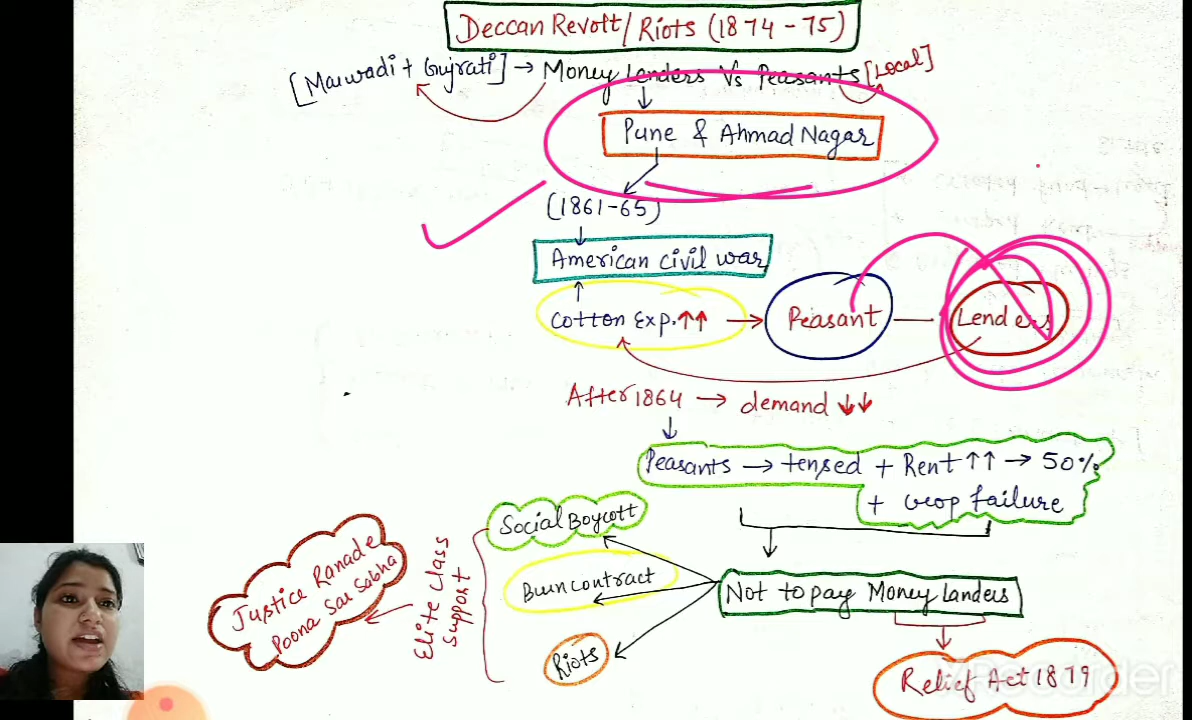 Deccan Revolt/Riots (1874-75)
[Marwadi + Gujrati] → Money Lenders Vs Peasants [Local]
Pune & Ahmad Nagar
(1861-65)
American civil war
Cotton Exp. ↑↑ → Peasant — Lenders
After 1864 → demand ↓↓
Peasants → tensed + Rent ↑↑ → 50%
+ crop failure
Social Boycott
Burn contract
Riots
Not to pay Money Landers
Elite Class
Support
Justice Ranade
Poona Sar Sabha
Relief Act 1879
XRecorder